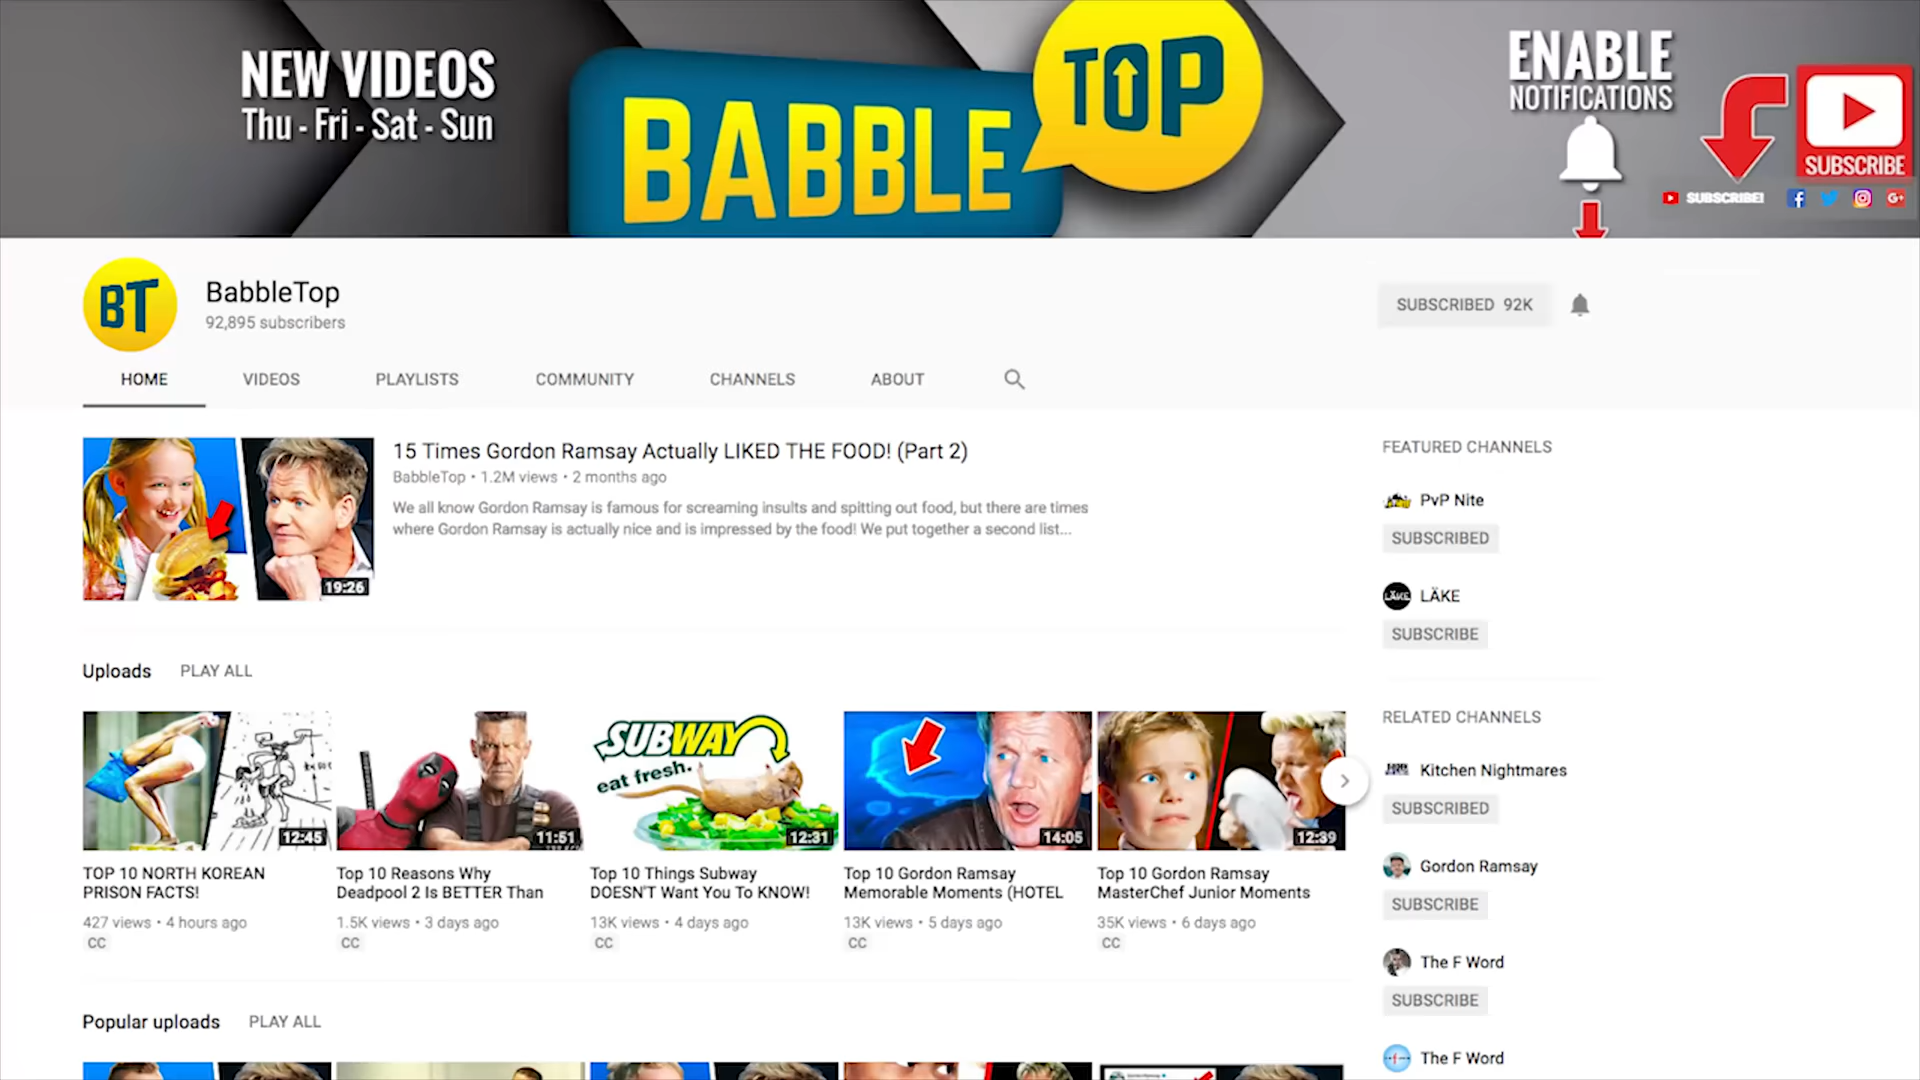 NEW VIDEOS
Thu - Fri - Sat - Sun
BABBLE
TOP
ENABLE
NOTIFICATIONS
SUBSCRIBE
SUBSCRIBE!
BT
BabbleTop
92,895 subscribers
SUBSCRIBED 92K
HOME VIDEOS PLAYLISTS COMMUNITY CHANNELS ABOUT
19:26
15 Times Gordon Ramsay Actually LIKED THE FOOD! (Part 2)
BabbleTop • 1.2M views • 2 months ago
We all know Gordon Ramsay is famous for screaming insults and spitting out food, but there are times
where Gordon Ramsay is actually nice and is impressed by the food! We put together a second list...
FEATURED CHANNELS
PvP Nite
SUBSCRIBED
LÄKE
LÄKE
SUBSCRIBE
Uploads PLAY ALL
12:45
TOP 10 NORTH KOREAN
PRISON FACTS!
427 views • 4 hours ago
CC
11:51
Top 10 Reasons Why
Deadpool 2 Is BETTER Than
1.5K views • 3 days ago
CC
SUBWAY
eat fresh.
12:31
Top 10 Things Subway
DOESN'T Want You To KNOW!
13K views • 4 days ago
CC
14:05
Top 10 Gordon Ramsay
Memorable Moments (HOTEL
13K views • 5 days ago
CC
12:39
Top 10 Gordon Ramsay
MasterChef Junior Moments
35K views • 6 days ago
CC
RELATED CHANNELS
Kitchen Nightmares
SUBSCRIBED
Gordon Ramsay
SUBSCRIBE
The F Word
SUBSCRIBE
The F Word
Popular uploads PLAY ALL